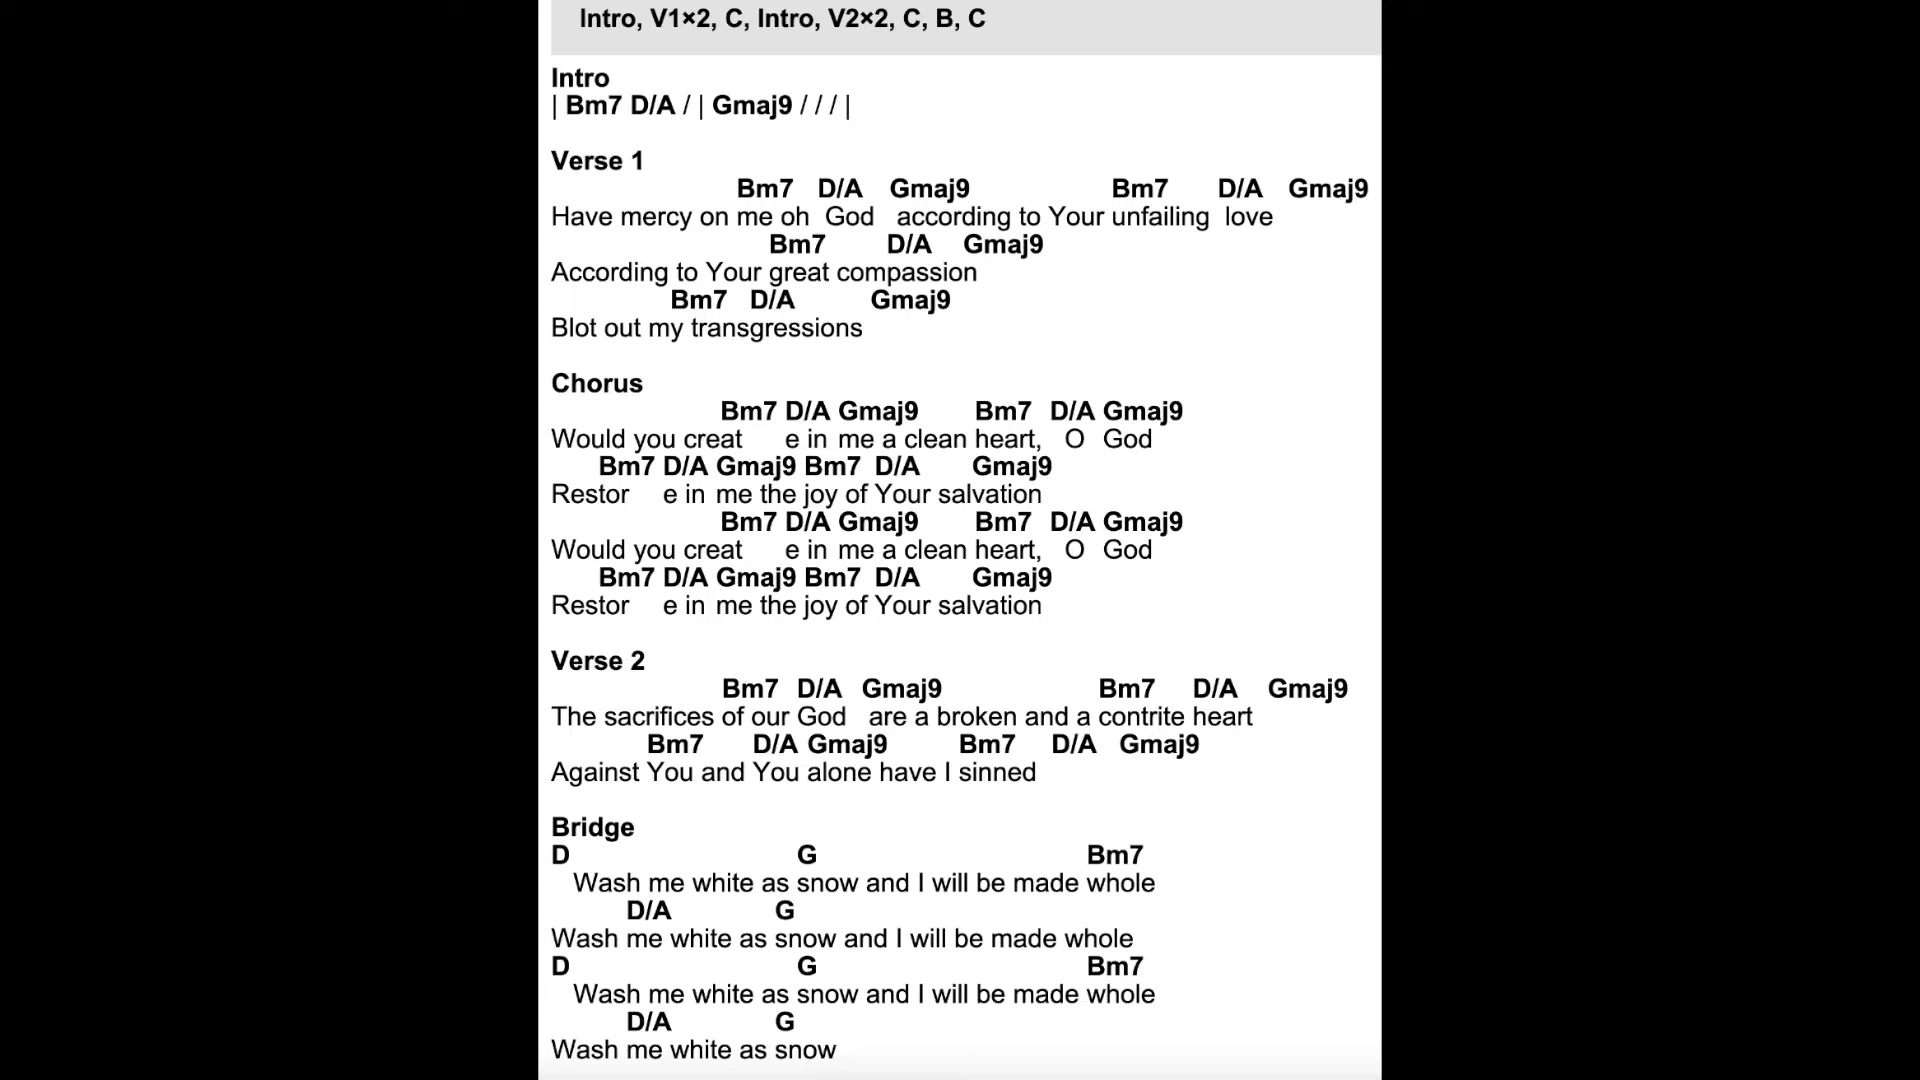 Intro, V1×2, C, Intro, V2×2, C, B, C
Intro
| Bm7 D/A / | Gmaj9 / / / |
Verse 1
Bm7 D/A Gmaj9 Bm7 D/A Gmaj9
Have mercy on me oh God according to Your unfailing love
Bm7 D/A Gmaj9
According to Your great compassion
Bm7 D/A Gmaj9
Blot out my transgressions
Chorus
Bm7 D/A Gmaj9 Bm7 D/A Gmaj9
Would you creat e in me a clean heart, O God
Bm7 D/A Gmaj9 Bm7 D/A Gmaj9
Restor e in me the joy of Your salvation
Bm7 D/A Gmaj9 Bm7 D/A Gmaj9
Would you creat e in me a clean heart, O God
Bm7 D/A Gmaj9 Bm7 D/A Gmaj9
Restor e in me the joy of Your salvation
Verse 2
Bm7 D/A Gmaj9 Bm7 D/A Gmaj9
The sacrifices of our God are a broken and a contrite heart
Bm7 D/A Gmaj9 Bm7 D/A Gmaj9
Against You and You alone have I sinned
Bridge
D G Bm7
Wash me white as snow and I will be made whole
D/A G
Wash me white as snow and I will be made whole
D G Bm7
Wash me white as snow and I will be made whole
D/A G
Wash me white as snow